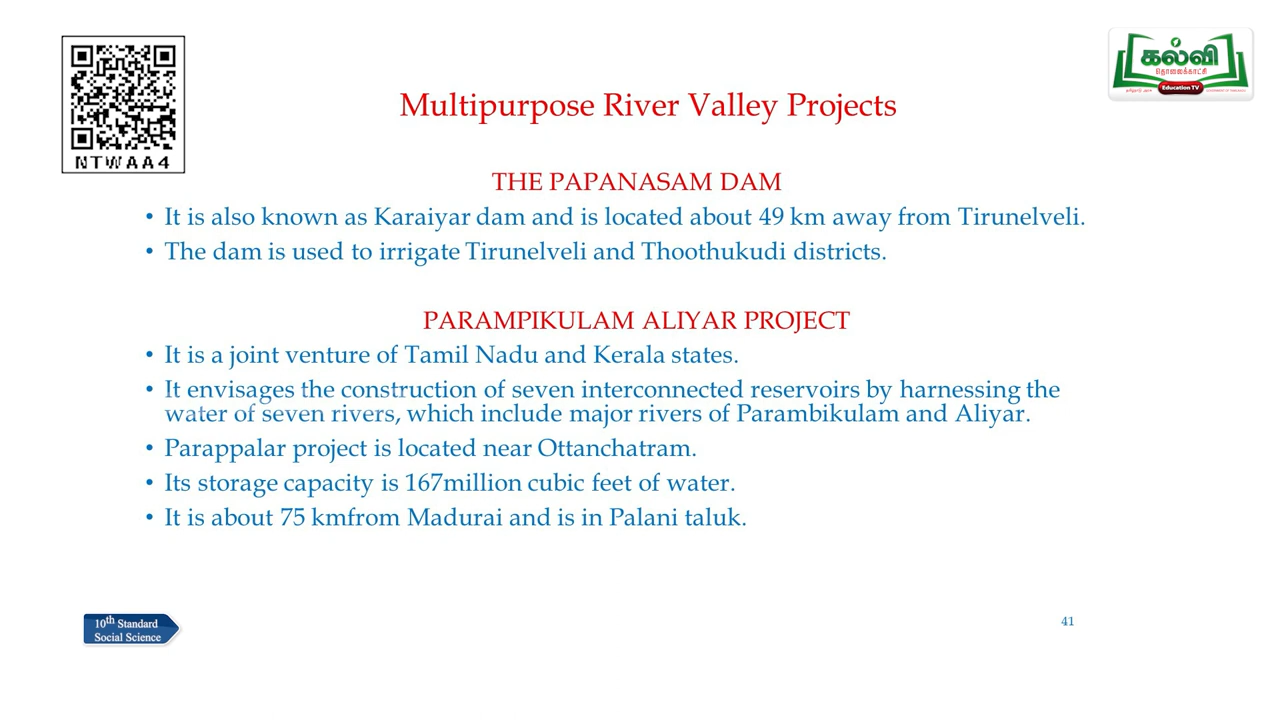 கல்வி
தொலைக்காட்சி
Education TV
NTWAA4
Multipurpose River Valley Projects
THE PAPANASAM DAM
• It is also known as Karaiyar dam and is located about 49 km away from Tirunelveli.
• The dam is used to irrigate Tirunelveli and Thoothukudi districts.
PARAMPIKULAM ALIYAR PROJECT
• It is a joint venture of Tamil Nadu and Kerala states.
• It envisages the construction of seven interconnected reservoirs by harnessing the
water of seven rivers, which include major rivers of Parambikulam and Aliyar.
• Parappalar project is located near Ottanchatram.
• Its storage capacity is 167million cubic feet of water.
• It is about 75 kmfrom Madurai and is in Palani taluk.
10th Standard
Social Science
41